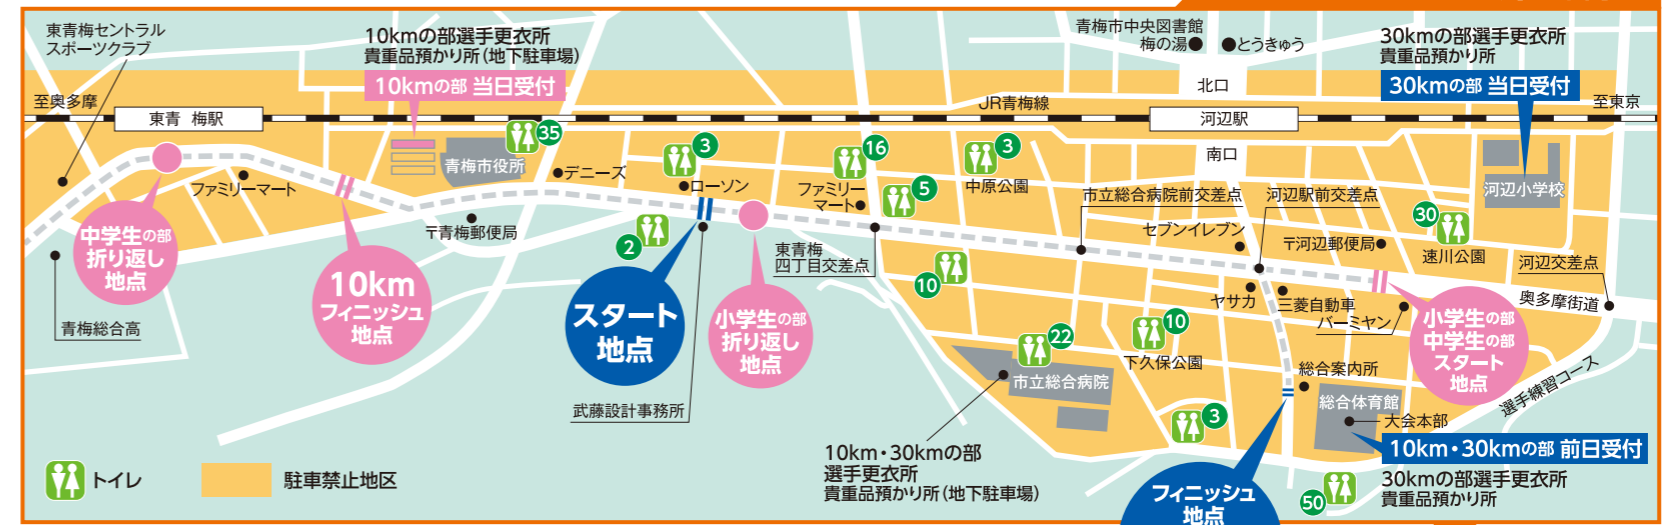 東青梅セントラル
スポーツクラブ
10kmの部選手更衣所
貴重品預かり所(地下駐車場)
10kmの部 当日受付
青梅市中央図書館
梅の湯
とうきゅう
30kmの部選手更衣所
貴重品預かり所
30kmの部 当日受付
至奥多摩
東青 梅駅
JR青梅線
北口
河辺駅
南口
至東京
35
青梅市役所
デニーズ
3
ローソン
16
ファミリー
マート
5
3
中原公園
市立総合病院前交差点
河辺駅前交差点
セブンイレブン
〒河辺郵便局
30
速川公園
河辺小学校
河辺交差点
奥多摩街道
ファミリーマート
〒青梅郵便局
2
中学生の部
折り返し
地点
青梅総合高
10km
フィニッシュ
地点
スタート
地点
武藤設計事務所
小学生の部
折り返し
地点
東青梅
四丁目交差点
10
22
市立総合病院
10
下久保公園
ヤサカ
三菱自動車
バーミヤン
小学生の部
中学生の部
スタート
地点
選手練習コース
総合案内所
総合体育館
大会本部
3
10km・30kmの部
選手更衣所
貴重品預かり所(地下駐車場)
10km・30kmの部 前日受付
30kmの部選手更衣所
貴重品預かり所
50
フィニッシュ
地点
トイレ
駐車禁止地区